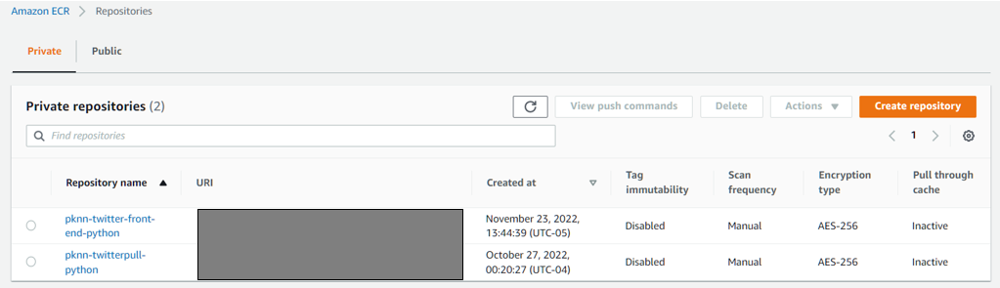 Amazon ECR > Repositories
Private Public
Private repositories (2) View push commands Delete Actions Create repository
Find repositories 1
Repository name URI Created at Tag immutability Scan frequency Encryption type Pull through cache
pknn-twitter-front-end-python November 23, 2022, 13:44:39 (UTC-05) Disabled Manual AES-256 Inactive
pknn-twitterpull-python October 27, 2022, 00:20:27 (UTC-04) Disabled Manual AES-256 Inactive